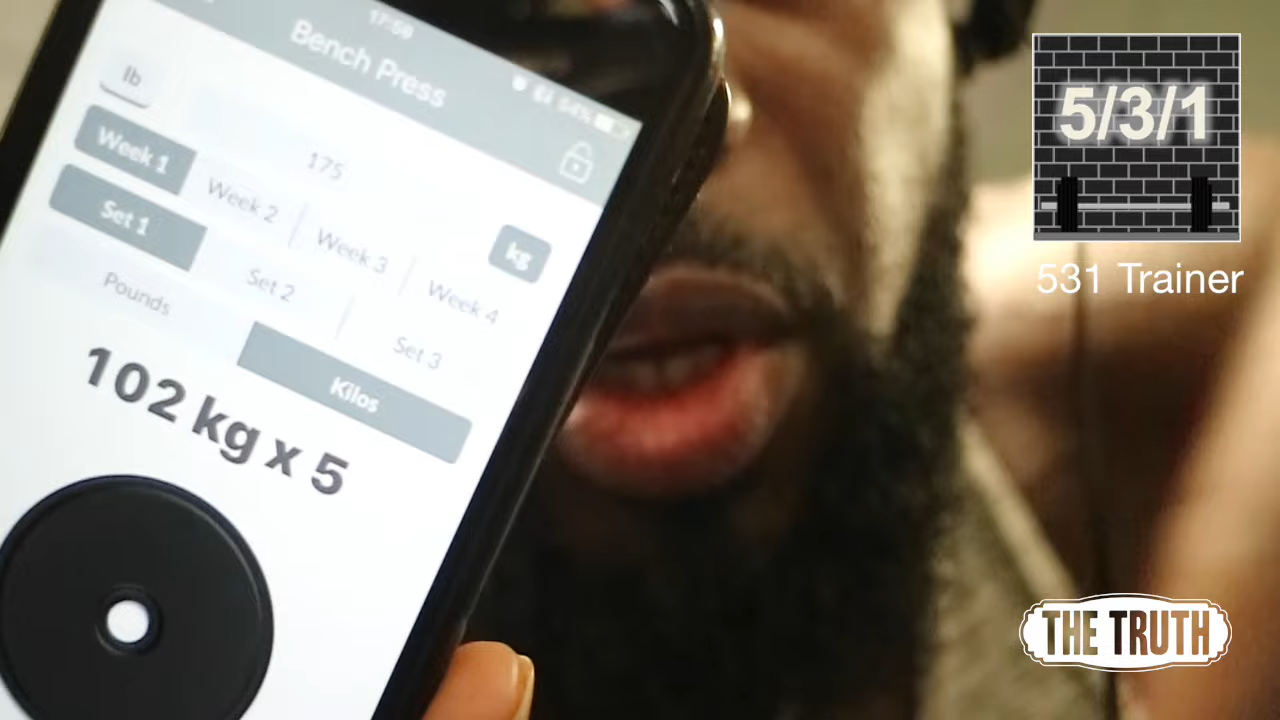 17:59
Bench Press
lb
175
kg
Week 1
Week 2
Week 3
Week 4
Set 1
Set 2
Set 3
Pounds
Kilos
102 kg x 5
5/3/1
531 Trainer
THE TRUTH